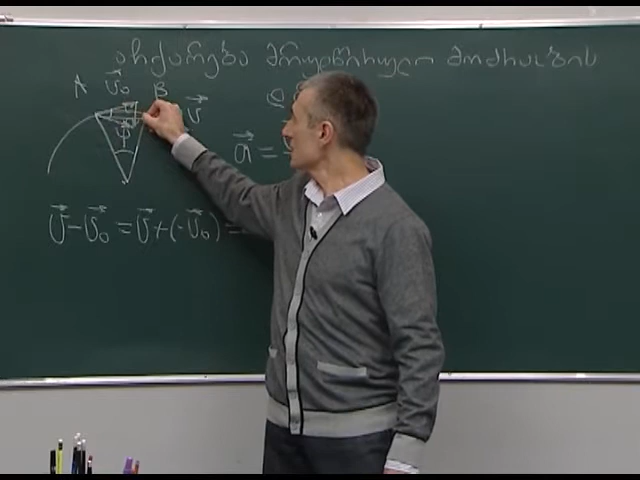 აჩქარება მრუდწირული მოძრაობის
A v⃗₀ B
v⃗
φ
a⃗ =
v⃗ - v⃗₀ = v⃗ + (-v⃗₀) =